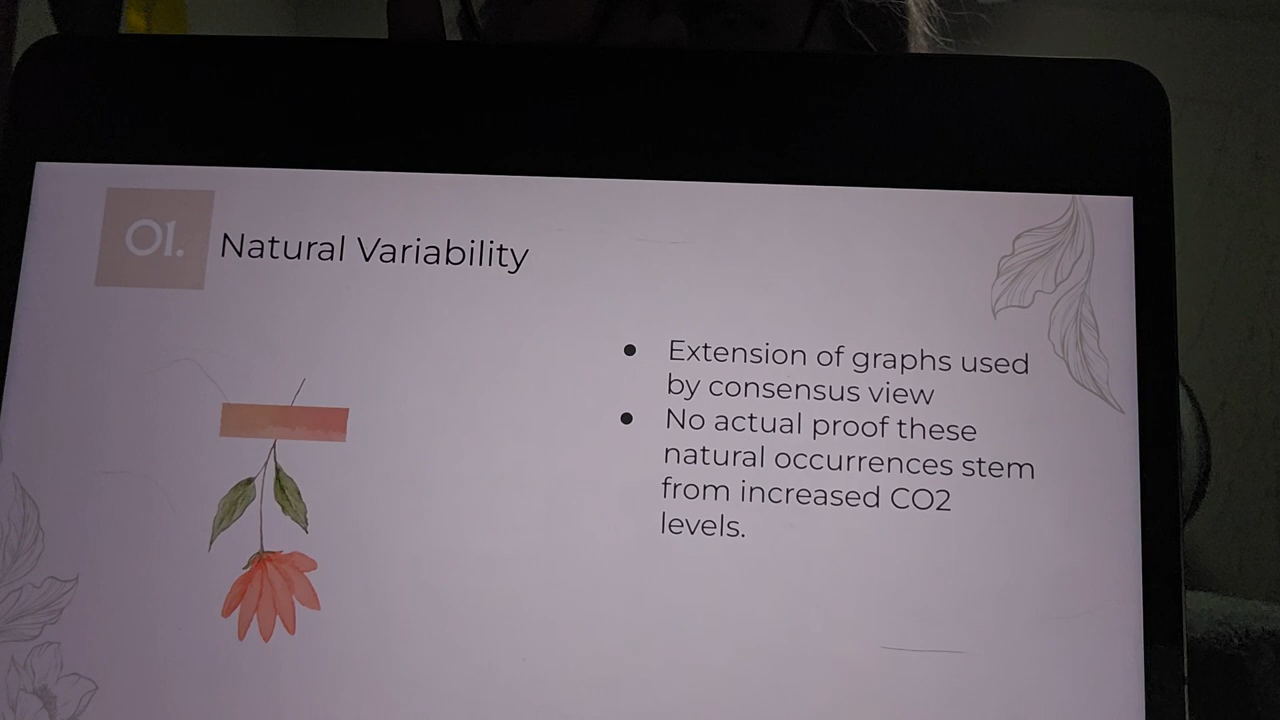 01.
Natural Variability
● Extension of graphs used
by consensus view
● No actual proof these
natural occurrences stem
from increased CO2
levels.